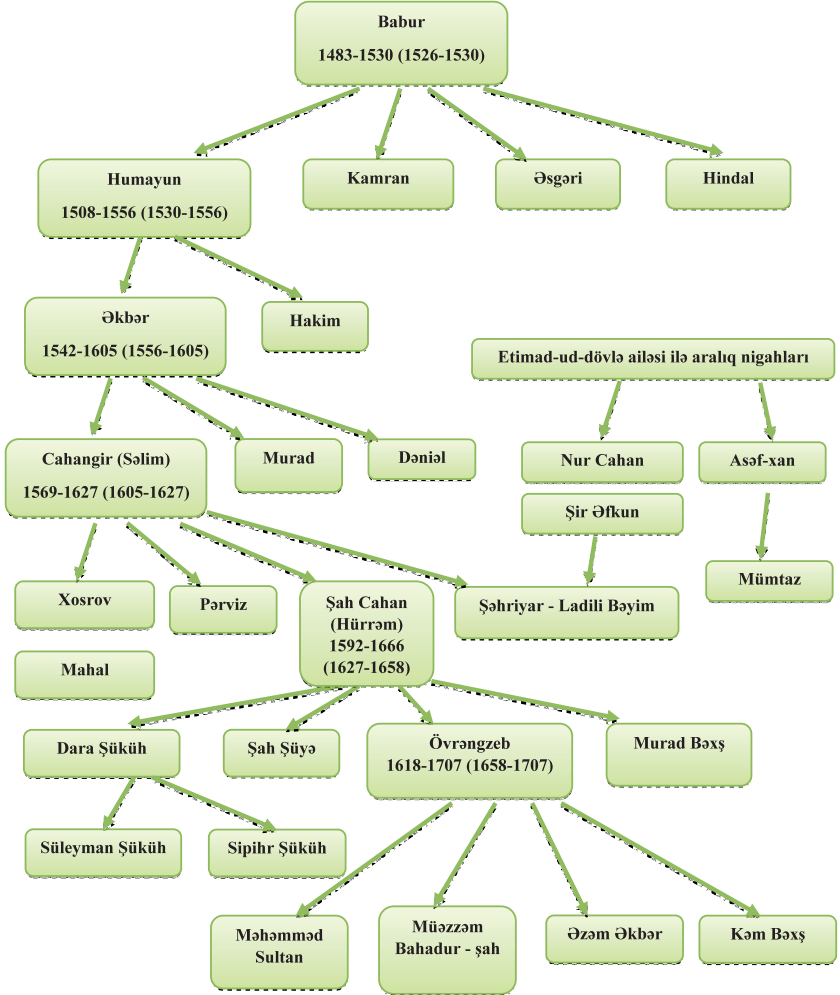 Babur
1483-1530 (1526-1530)
Humayun
1508-1556 (1530-1556)
Kamran
Əsgəri
Hindal
Əkbər
1542-1605 (1556-1605)
Hakim
Etimad-ud-dövlə ailəsi ilə aralıq nigahları
Cahangir (Səlim)
1569-1627 (1605-1627)
Murad
Dəniəl
Nur Cahan
Asəf-xan
Şir Əfkun
Xosrov
Pərviz
Şah Cahan
(Hürrəm)
1592-1666
(1627-1658)
Şəhriyar - Ladili Bəyim
Mümtaz
Mahal
Dara Şüküh
Şah Şüyə
Övrəngzeb
1618-1707 (1658-1707)
Murad Bəxş
Süleyman Şüküh
Sipihr Şüküh
Məhəmməd
Sultan
Müəzzəm
Bahadur - şah
Əzəm Əkbər
Kəm Bəxş